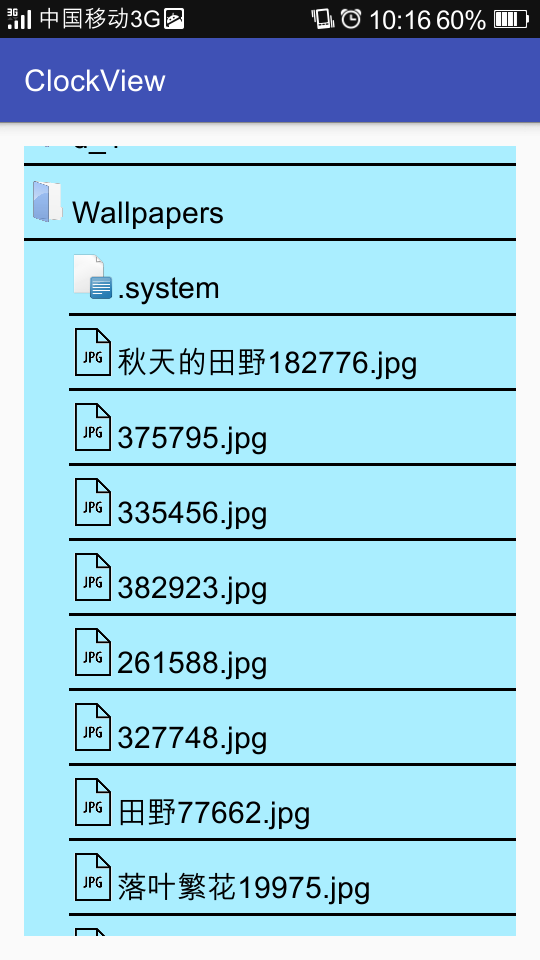 3G 中国移动3G 10:16 60%
ClockView
Wallpapers
.system
JPG 秋天的田野182776.jpg
JPG 375795.jpg
JPG 335456.jpg
JPG 382923.jpg
JPG 261588.jpg
JPG 327748.jpg
JPG 田野77662.jpg
JPG 落叶繁花19975.jpg